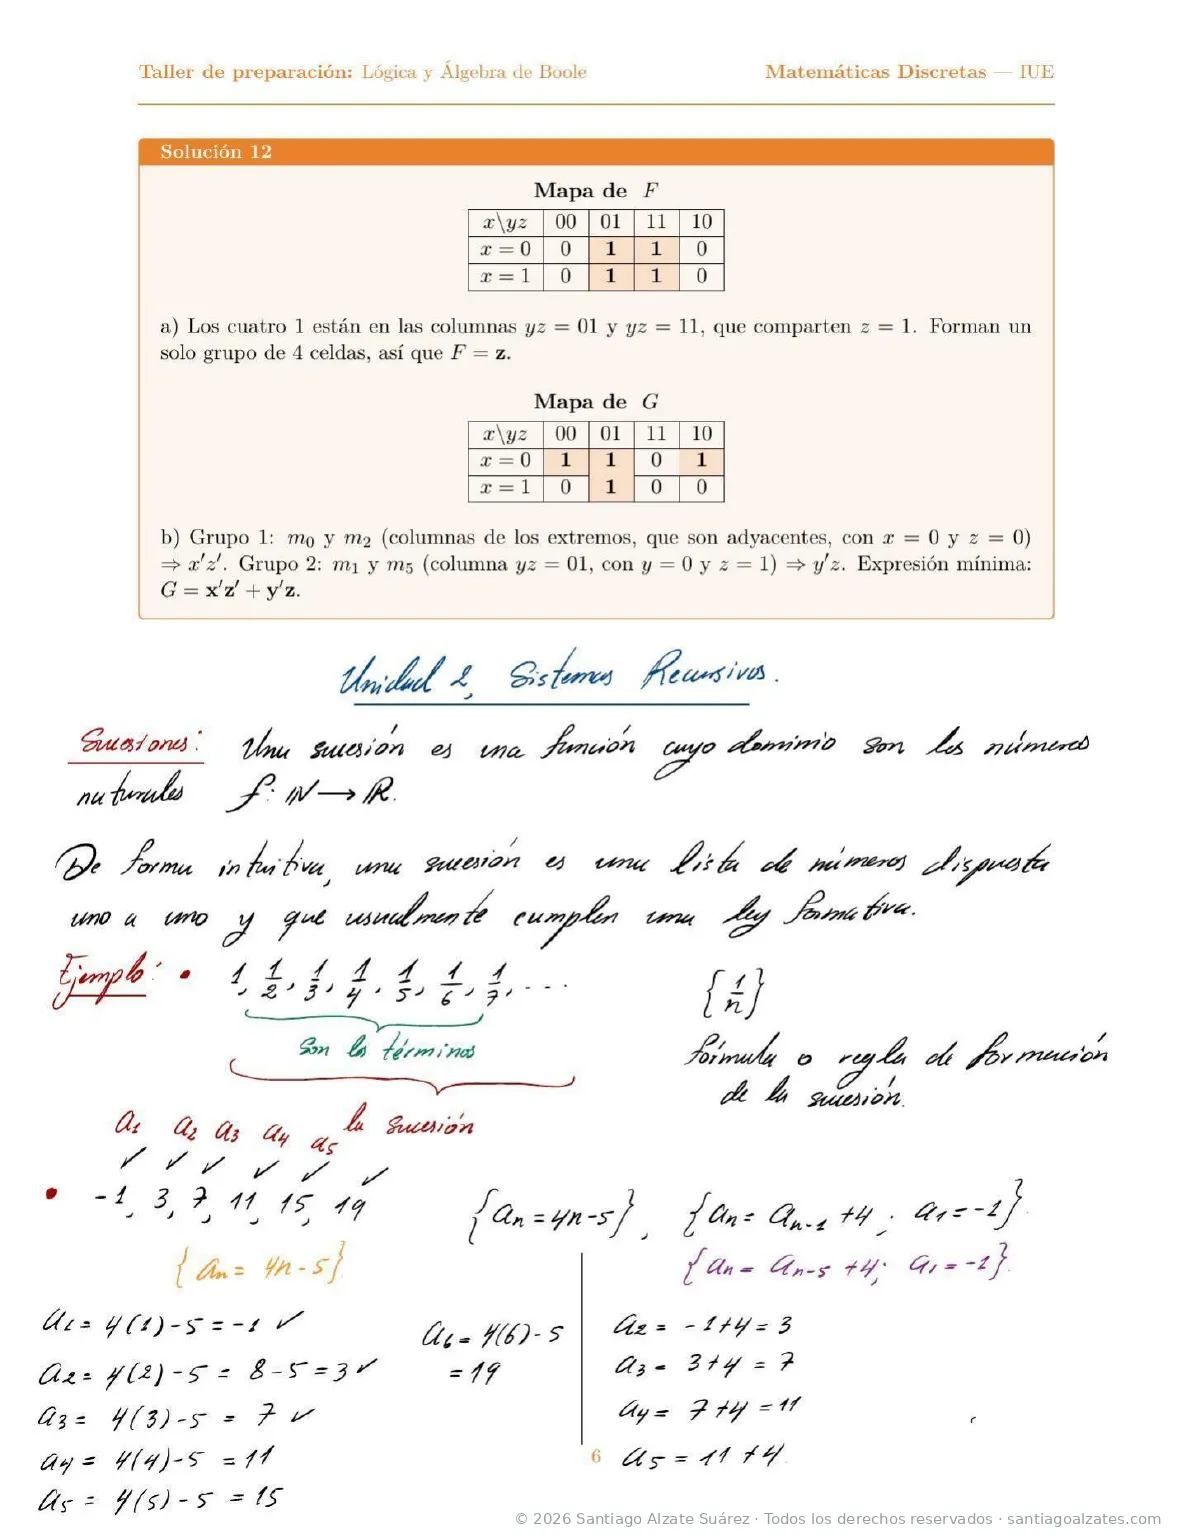 Taller de preparación: Lógica y Álgebra de Boole Matemáticas Discretas — IUE
Solución 12
Mapa de F
x\yz 00 01 11 10
x = 0 0 1 1 0
x = 1 0 1 1 0
a) Los cuatro 1 están en las columnas yz = 01 y yz = 11, que comparten z = 1. Forman un
solo grupo de 4 celdas, así que F = z.
Mapa de G
x\yz 00 01 11 10
x = 0 1 1 0 1
x = 1 0 1 0 0
b) Grupo 1: m₀ y m₂ (columnas de los extremos, que son adyacentes, con x = 0 y z = 0)
⇒ x′z′. Grupo 2: m₁ y m₅ (columna yz = 01, con y = 0 y z = 1) ⇒ y′z. Expresión mínima:
G = x′z′ + y′z.
Unidad 2, Sistemas Recursivos.
Sucesiones: Una sucesión es una función cuyo dominio son los números
naturales f: ℕ → ℝ.
De forma intuitiva, una sucesión es una lista de números dispuesta
uno a uno y que usualmente cumplen una ley formativa.
Ejemplo: • 1, 1/2, 1/3, 1/4, 1/5, 1/6, 1/7, ... {1/n}
son los términos
Fórmula o regla de formación
de la sucesión.
la sucesión
a₁ a₂ a₃ a₄ a₅
✓ ✓ ✓ ✓ ✓ ✓
• -1, 3, 7, 11, 15, 19 {aₙ = 4n-5}, {aₙ = aₙ₋₁ + 4; a₁ = -1}.
{aₙ = 4n-5} {aₙ = aₙ₋₅ + 4; a₁ = -1}.
a₁ = 4(1)-5 = -1 ✓
a₂ = 4(2)-5 = 8-5 = 3 ✓
a₃ = 4(3)-5 = 7 ✓
a₄ = 4(4)-5 = 11
a₅ = 4(5)-5 = 15
a₆ = 4(6)-5
= 19
a₂ = -1+4 = 3
a₃ = 3+4 = 7
a₄ = 7+4 = 11
a₅ = 11+4.
6
© 2026 Santiago Alzate Suárez · Todos los derechos reservados · santiagoalzates.com